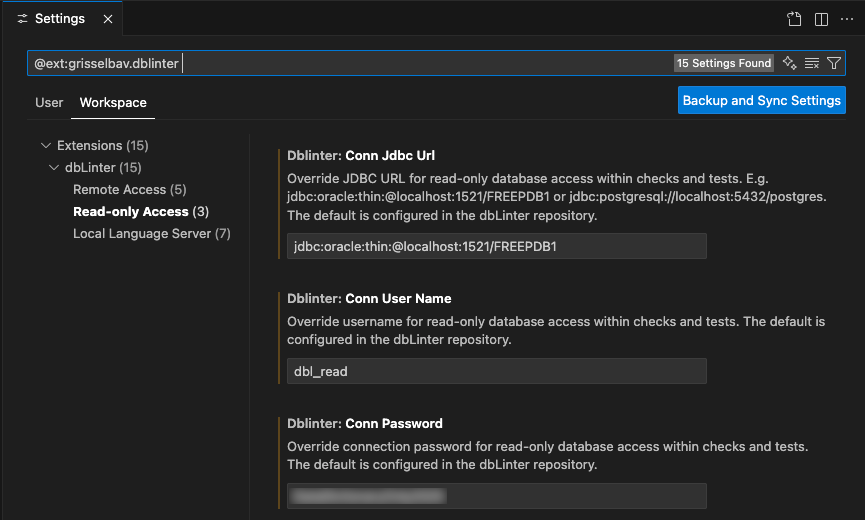 Settings
@ext:grisselbav.dblinter
15 Settings Found
User
Workspace
Backup and Sync Settings
Extensions (15)
dbLinter (15)
Remote Access (5)
Read-only Access (3)
Local Language Server (7)
Dblinter: Conn Jdbc Url
Override JDBC URL for read-only database access within checks and tests. E.g.
jdbc:oracle:thin:@localhost:1521/FREEPDB1 or jdbc:postgresql://localhost:5432/postgres.
The default is configured in the dbLinter repository.
jdbc:oracle:thin:@localhost:1521/FREEPDB1
Dblinter: Conn User Name
Override username for read-only database access within checks and tests. The default is
configured in the dbLinter repository.
dbl_read
Dblinter: Conn Password
Override connection password for read-only database access within checks and tests.
The default is configured in the dbLinter repository.